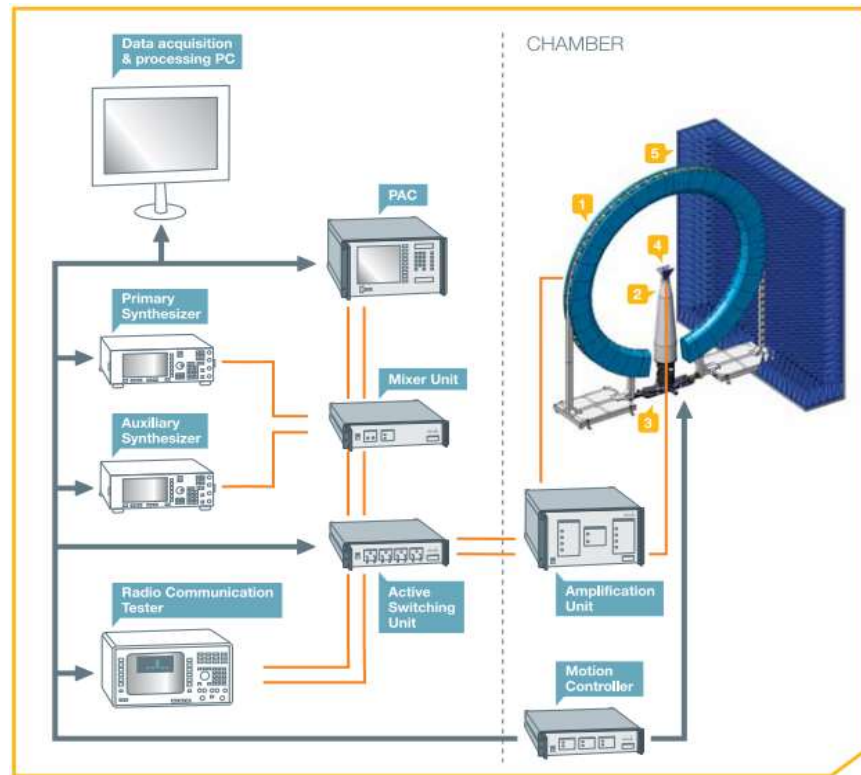 Data acquisition
& processing PC
CHAMBER
5
PAC
1
4
2
Primary
Synthesizer
Mixer Unit
3
Auxiliary
Synthesizer
Radio Communication
Tester
Active
Switching
Unit
Amplification
Unit
Motion
Controller